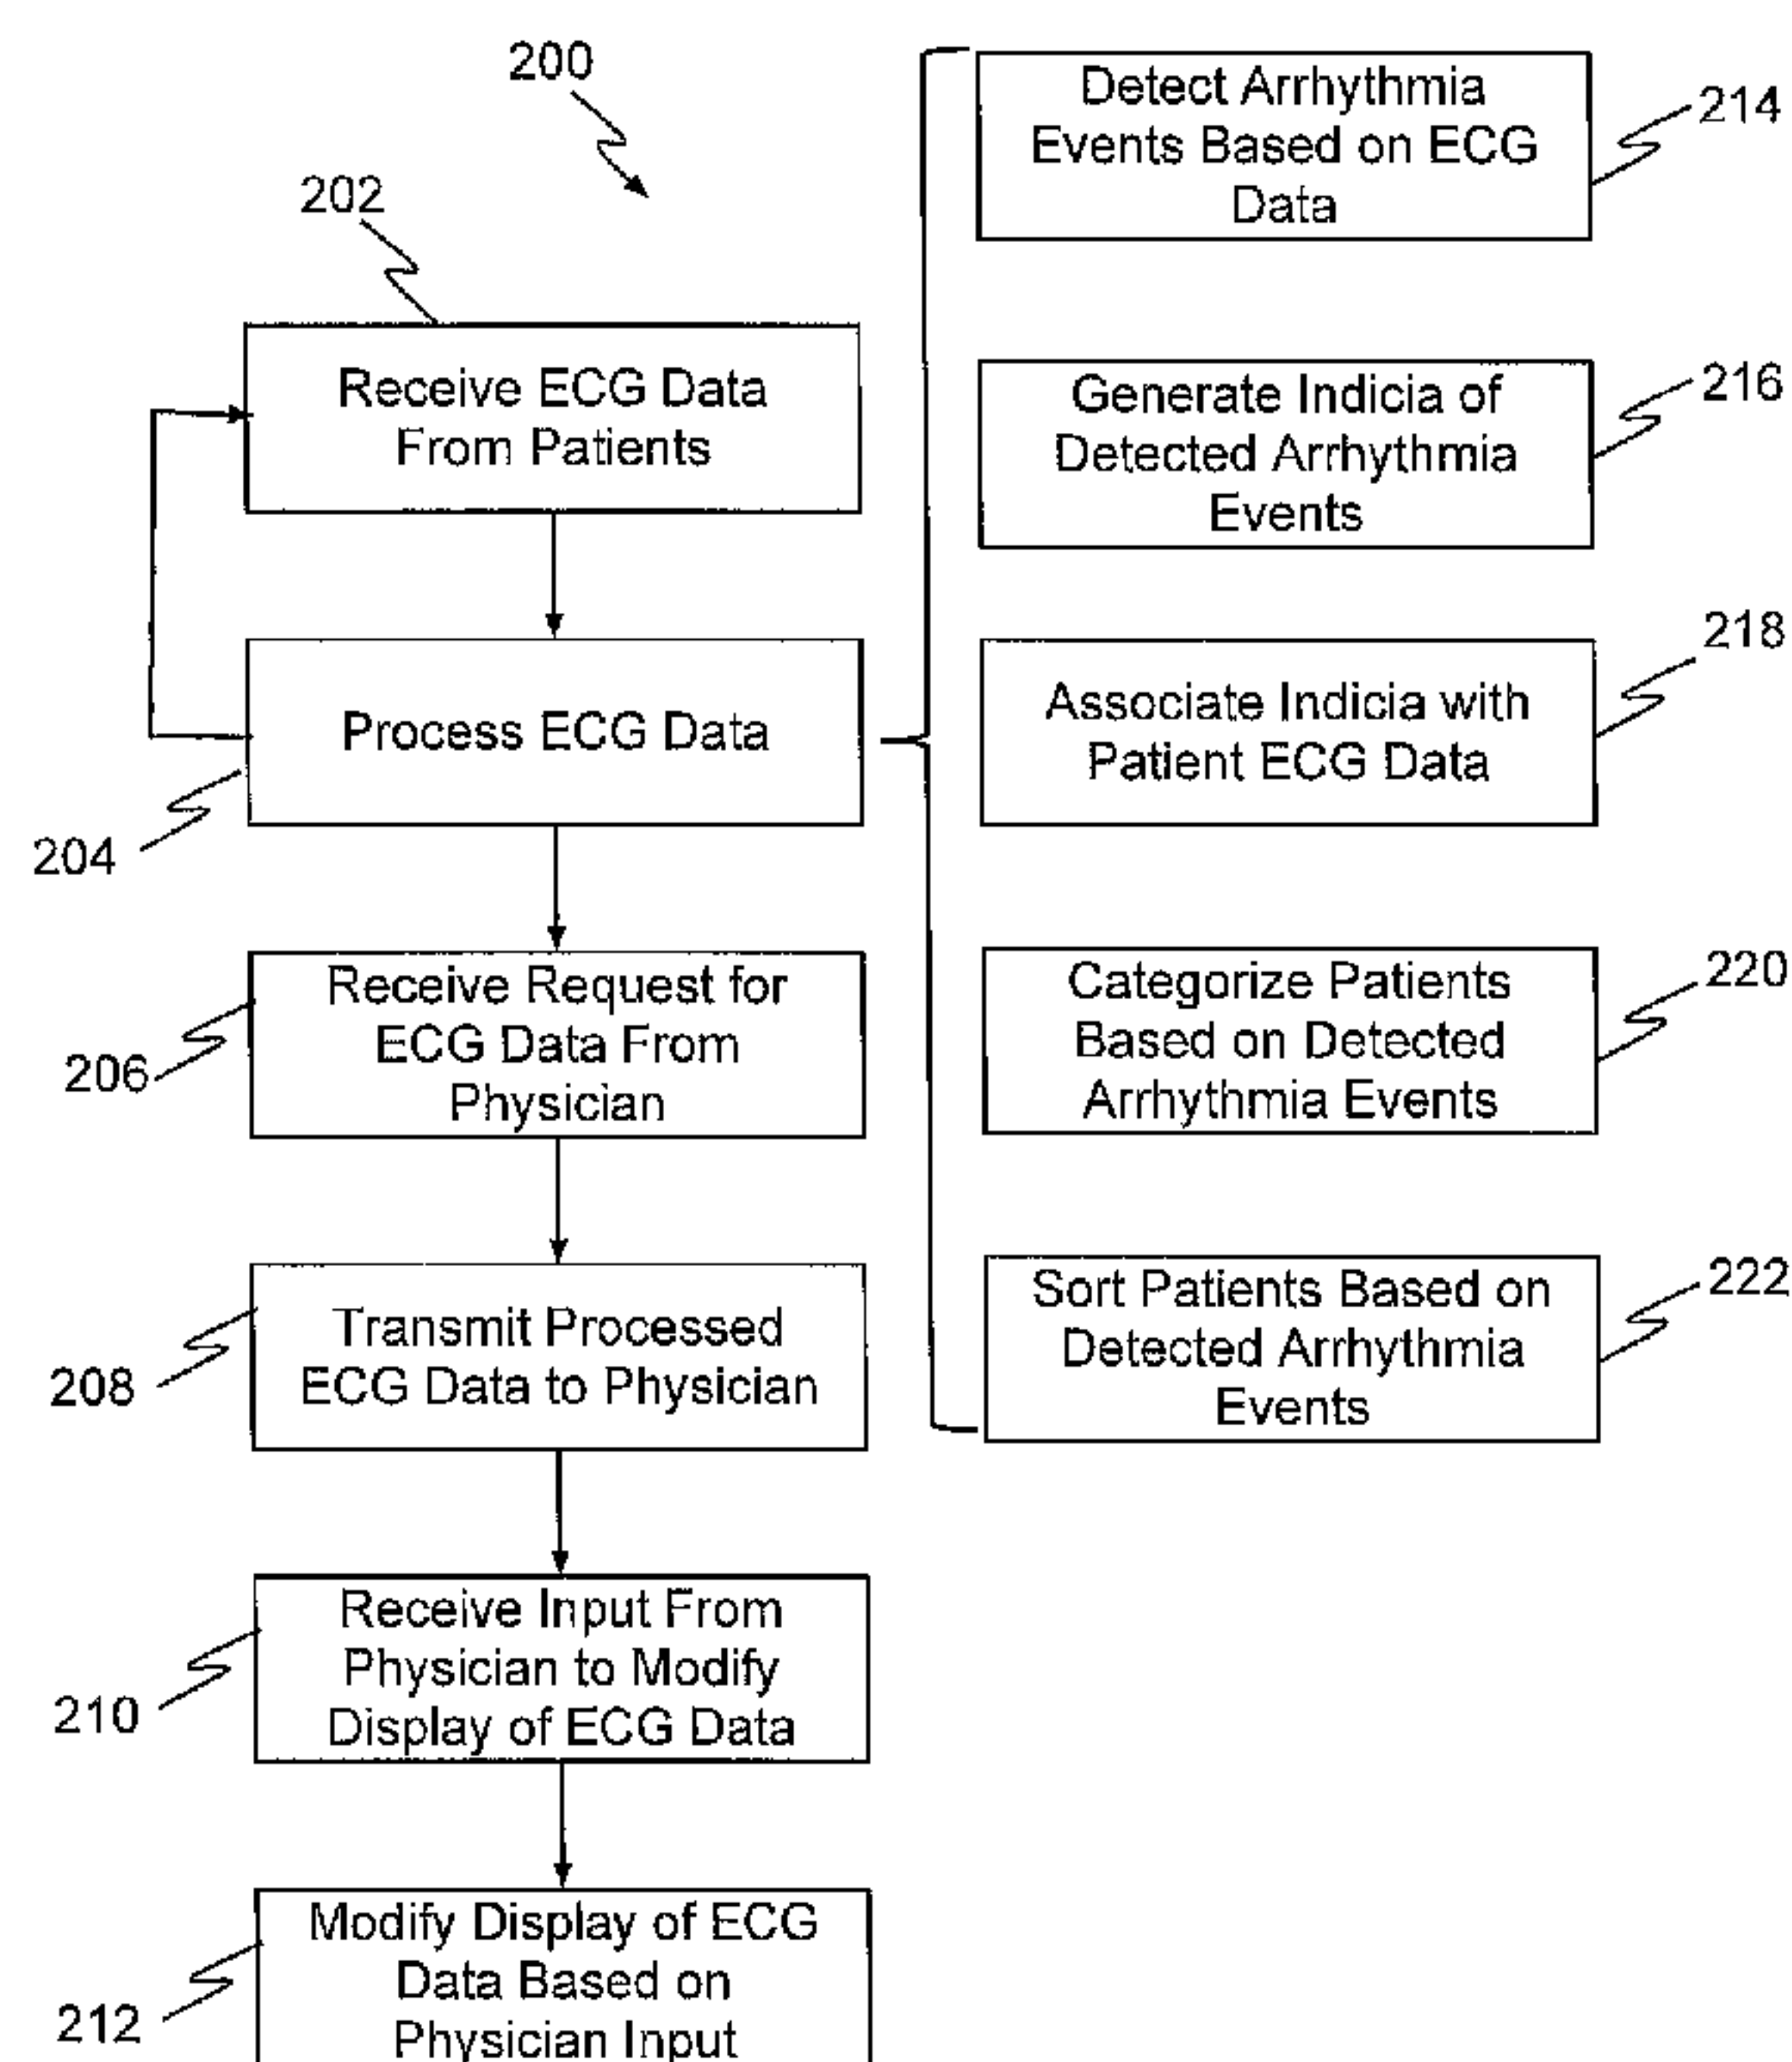 200
202
Receive ECG Data
From Patients
Process ECG Data
204
Receive Request for
ECG Data From
Physician
206
Transmit Processed
ECG Data to Physician
208
Receive Input From
Physician to Modify
Display of ECG Data
210
Modify Display of ECG
Data Based on
Physician Input
212
Detect Arrhythmia
Events Based on ECG
Data
214
Generate Indicia of
Detected Arrhythmia
Events
216
Associate Indicia with
Patient ECG Data
218
Categorize Patients
Based on Detected
Arrhythmia Events
220
Sort Patients Based on
Detected Arrhythmia
Events
222